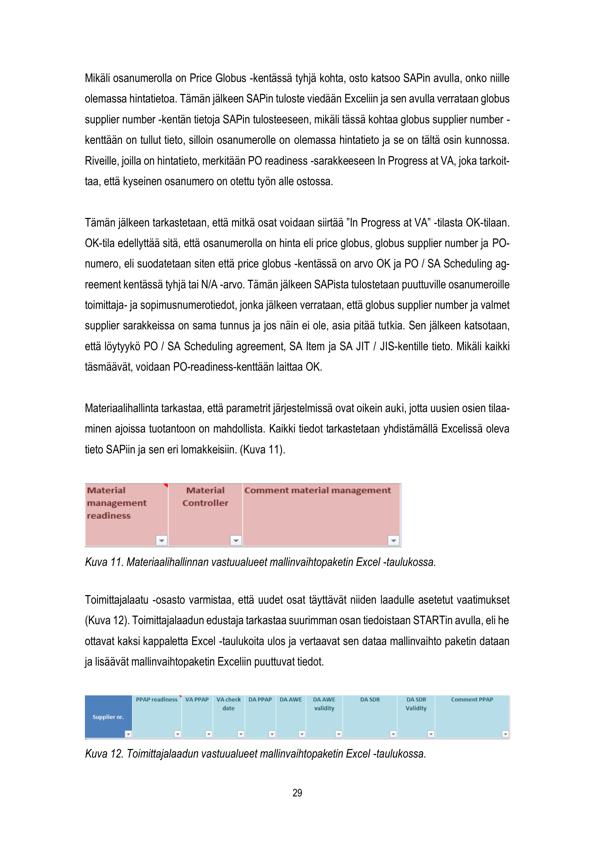 Mikäli osanumerolla on Price Globus -kentässä tyhjä kohta, osto katsoo SAPin avulla, onko niille
olemassa hintatietoa. Tämän jälkeen SAPin tuloste viedään Exceliin ja sen avulla verrataan globus
supplier number -kentän tietoja SAPin tulosteeseen, mikäli tässä kohtaa globus supplier number -
kenttään on tullut tieto, silloin osanumerolle on olemassa hintatieto ja se on tältä osin kunnossa.
Riveille, joilla on hintatieto, merkitään PO readiness -sarakkeeseen In Progress at VA, joka tarkoit-
taa, että kyseinen osanumero on otettu työn alle ostossa.
Tämän jälkeen tarkastetaan, että mitkä osat voidaan siirtää ”In Progress at VA” -tilasta OK-tilaan.
OK-tila edellyttää sitä, että osanumerolla on hinta eli price globus, globus supplier number ja PO-
numero, eli suodatetaan siten että price globus -kentässä on arvo OK ja PO / SA Scheduling ag-
reement kentässä tyhjä tai N/A -arvo. Tämän jälkeen SAPista tulostetaan puuttuville osanumeroille
toimittaja- ja sopimusnumerotiedot, jonka jälkeen verrataan, että globus supplier number ja valmet
supplier sarakkeissa on sama tunnus ja jos näin ei ole, asia pitää tutkia. Sen jälkeen katsotaan,
että löytyykö PO / SA Scheduling agreement, SA Item ja SA JIT / JIS-kentille tieto. Mikäli kaikki
täsmäävät, voidaan PO-readiness-kenttään laittaa OK.
Materiaalihallinta tarkastaa, että parametrit järjestelmissä ovat oikein auki, jotta uusien osien tilaa-
minen ajoissa tuotantoon on mahdollista. Kaikki tiedot tarkastetaan yhdistämällä Excelissä oleva
tieto SAPiin ja sen eri lomakkeisiin. (Kuva 11).
Material management readiness
Material Controller
Comment material management
Kuva 11. Materiaalihallinnan vastuualueet mallinvaihtopaketin Excel -taulukossa.
Toimittajalaatu -osasto varmistaa, että uudet osat täyttävät niiden laadulle asetetut vaatimukset
(Kuva 12). Toimittajalaadun edustaja tarkastaa suurimman osan tiedoistaan STARTin avulla, eli he
ottavat kaksi kappaletta Excel -taulukoita ulos ja vertaavat sen dataa mallinvaihto paketin dataan
ja lisäävät mallinvaihtopaketin Exceliin puuttuvat tiedot.
Supplier nr.
PPAP readiness
VA PPAP
VA check date
DA PPAP
DA AWE
DA AWE validity
DA SDR
DA SDR Validity
Comment PPAP
Kuva 12. Toimittajalaadun vastuualueet mallinvaihtopaketin Excel -taulukossa.
29